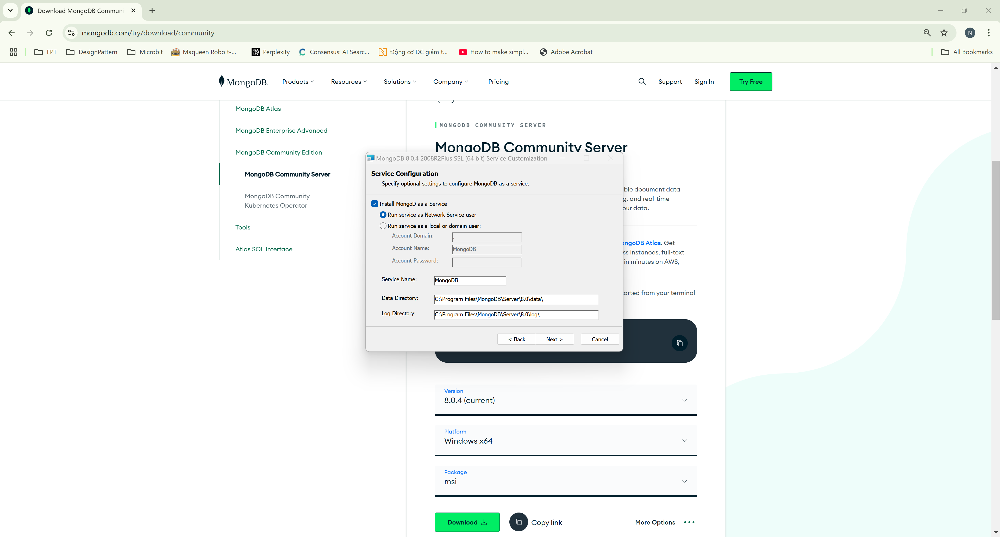 Download MongoDB Communi
mongodb.com/try/download/community
N
FPT
DesignPattern
Microbit
Maqueen Robo t-...
Perplexity
Consensus: AI Searc...
Động cơ DC giảm t...
How to make simpl...
Adobe Acrobat
All Bookmarks
MongoDB.
Products
Resources
Solutions
Company
Pricing
Support
Sign In
Try Free
MongoDB Atlas
MongoDB Enterprise Advanced
MongoDB Community Edition
MongoDB Community Server
MongoDB Community
Kubernetes Operator
Tools
Atlas SQL Interface
MONGODB COMMUNITY SERVER
MongoDB Community Server
ible document data
g, and real-time
our data.
ongoDB Atlas. Get
ss instances, full-text
in minutes on AWS,
tarted from your terminal
MongoDB 8.0.4 2008R2Plus SSL (64 bit) Service Customization
Service Configuration
Specify optional settings to configure MongoDB as a service.
Install MongoD as a Service
Run service as Network Service user
Run service as a local or domain user:
Account Domain: .
Account Name: MongoDB
Account Password:
Service Name: MongoDB
Data Directory: C:\Program Files\MongoDB\Server\8.0\data\
Log Directory: C:\Program Files\MongoDB\Server\8.0\log\
< Back
Next >
Cancel
Version
8.0.4 (current)
Platform
Windows x64
Package
msi
Download
Copy link
More Options